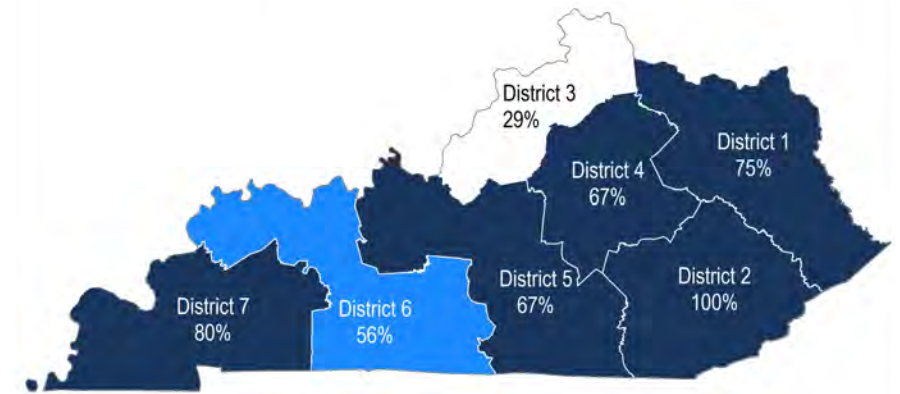 District 3
29%
District 1
75%
District 4
67%
District 5
67%
District 2
100%
District 7
80%
District 6
56%